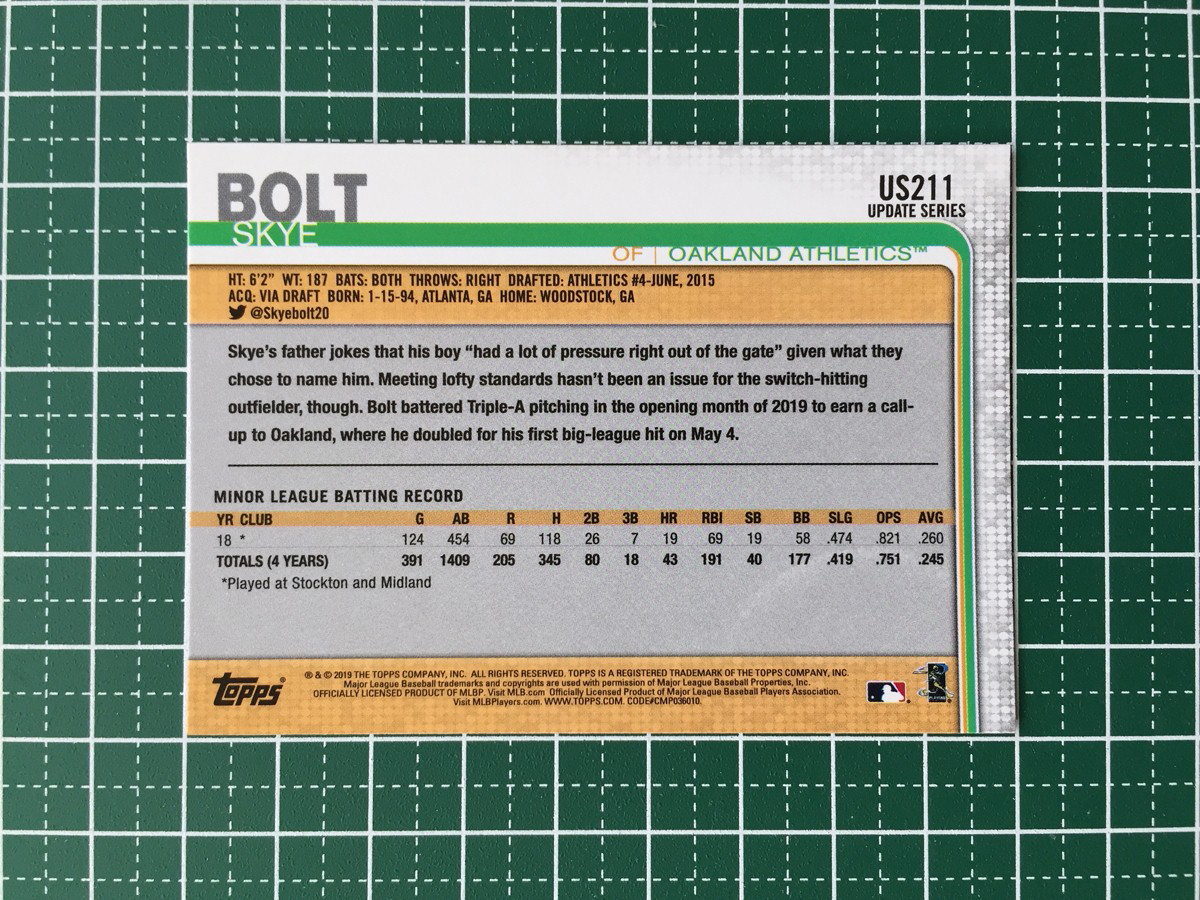 BOLT
SKYE
US211
UPDATE SERIES
OF | OAKLAND ATHLETICS™
HT: 6'2" WT: 187 BATS: BOTH THROWS: RIGHT DRAFTED: ATHLETICS #4-JUNE, 2015
ACQ: VIA DRAFT BORN: 1-15-94, ATLANTA, GA HOME: WOODSTOCK, GA
@Skyebolt20
Skye's father jokes that his boy "had a lot of pressure right out of the gate" given what they
chose to name him. Meeting lofty standards hasn't been an issue for the switch-hitting
outfielder, though. Bolt battered Triple-A pitching in the opening month of 2019 to earn a call-
up to Oakland, where he doubled for his first big-league hit on May 4.
MINOR LEAGUE BATTING RECORD
YR CLUB G AB R H 2B 3B HR RBI SB BB SLG OPS AVG
18 * 124 454 69 118 26 7 19 69 19 58 .474 .821 .260
TOTALS (4 YEARS) 391 1409 205 345 80 18 43 191 40 177 .419 .751 .245
*Played at Stockton and Midland
topps®
® & © 2019 THE TOPPS COMPANY, INC. ALL RIGHTS RESERVED. TOPPS IS A REGISTERED TRADEMARK OF THE TOPPS COMPANY, INC.
Major League Baseball trademarks and copyrights are used with permission of Major League Baseball Properties, Inc.
OFFICIALLY LICENSED PRODUCT OF MLBP. Visit MLB.com Officially Licensed Product of Major League Baseball Players Association.
Visit MLBPlayers.com. WWW.TOPPS.COM. CODE#CMP036010.